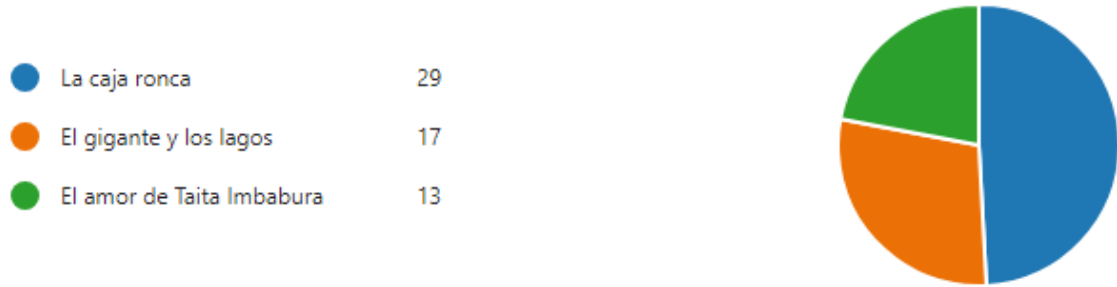 La caja ronca 29
El gigante y los lagos 17
El amor de Taita Imbabura 13